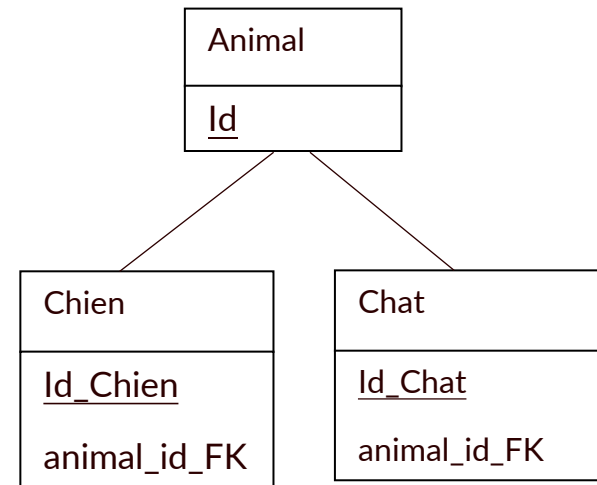 Animal
Id
Chien
Id_Chien
animal_id_FK
Chat
Id_Chat
animal_id_FK